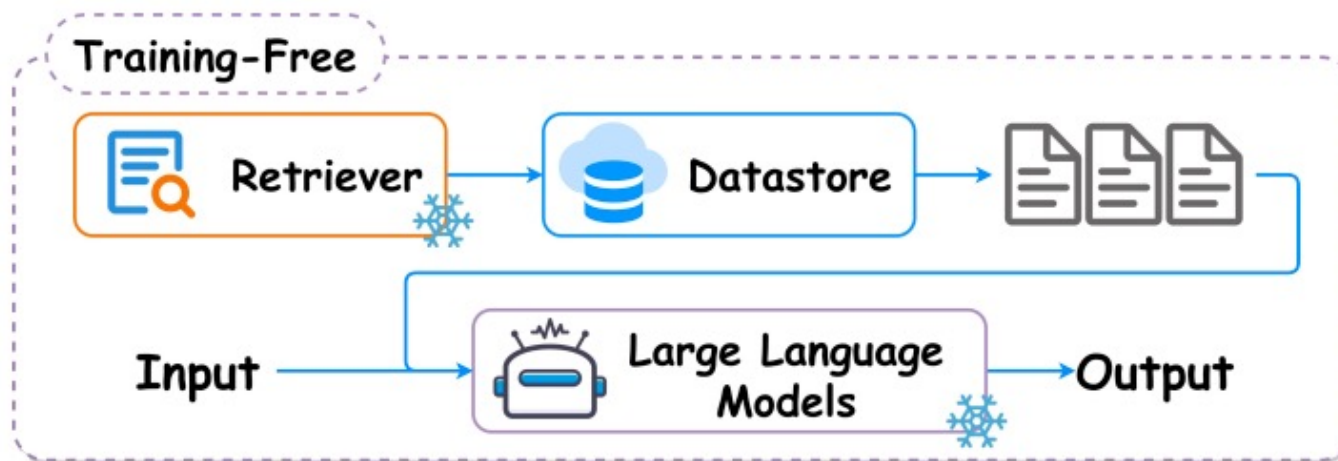 Training-Free
Retriever
Datastore
Input
Large Language
Models
Output